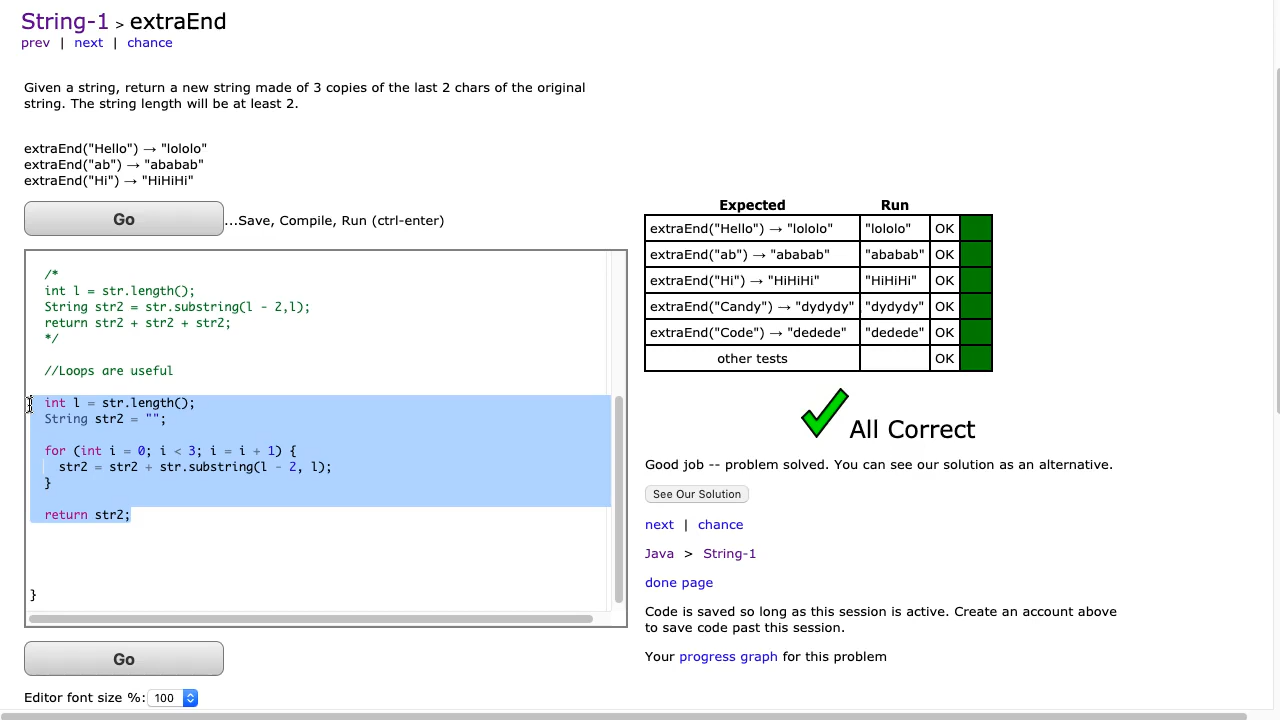 String-1 > extraEnd
prev | next | chance
Given a string, return a new string made of 3 copies of the last 2 chars of the original
string. The string length will be at least 2.
extraEnd("Hello") → "lololo"
extraEnd("ab") → "ababab"
extraEnd("Hi") → "HiHiHi"
Go
...Save, Compile, Run (ctrl-enter)
/*
int l = str.length();
String str2 = str.substring(l - 2,l);
return str2 + str2 + str2;
*/
//Loops are useful
int l = str.length();
String str2 = "";
for (int i = 0; i < 3; i = i + 1) {
str2 = str2 + str.substring(l - 2, l);
}
return str2;
}
Go
Editor font size %: 100
Expected Run
extraEnd("Hello") → "lololo" "lololo" OK
extraEnd("ab") → "ababab" "ababab" OK
extraEnd("Hi") → "HiHiHi" "HiHiHi" OK
extraEnd("Candy") → "dydydy" "dydydy" OK
extraEnd("Code") → "dedede" "dedede" OK
other tests OK
All Correct
Good job -- problem solved. You can see our solution as an alternative.
See Our Solution
next | chance
Java > String-1
done page
Code is saved so long as this session is active. Create an account above
to save code past this session.
Your progress graph for this problem